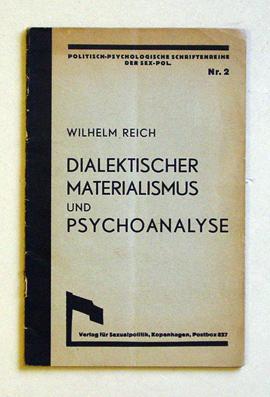 POLITISCH-PSYCHOLOGISCHE SCHRIFTENREIHE
DER SEX-POL.
Nr. 2
WILHELM REICH
DIALEKTISCHER
MATERIALISMUS
UND
PSYCHOANALYSE
Verlag für Sexualpolitik, Kopenhagen, Postbox 827